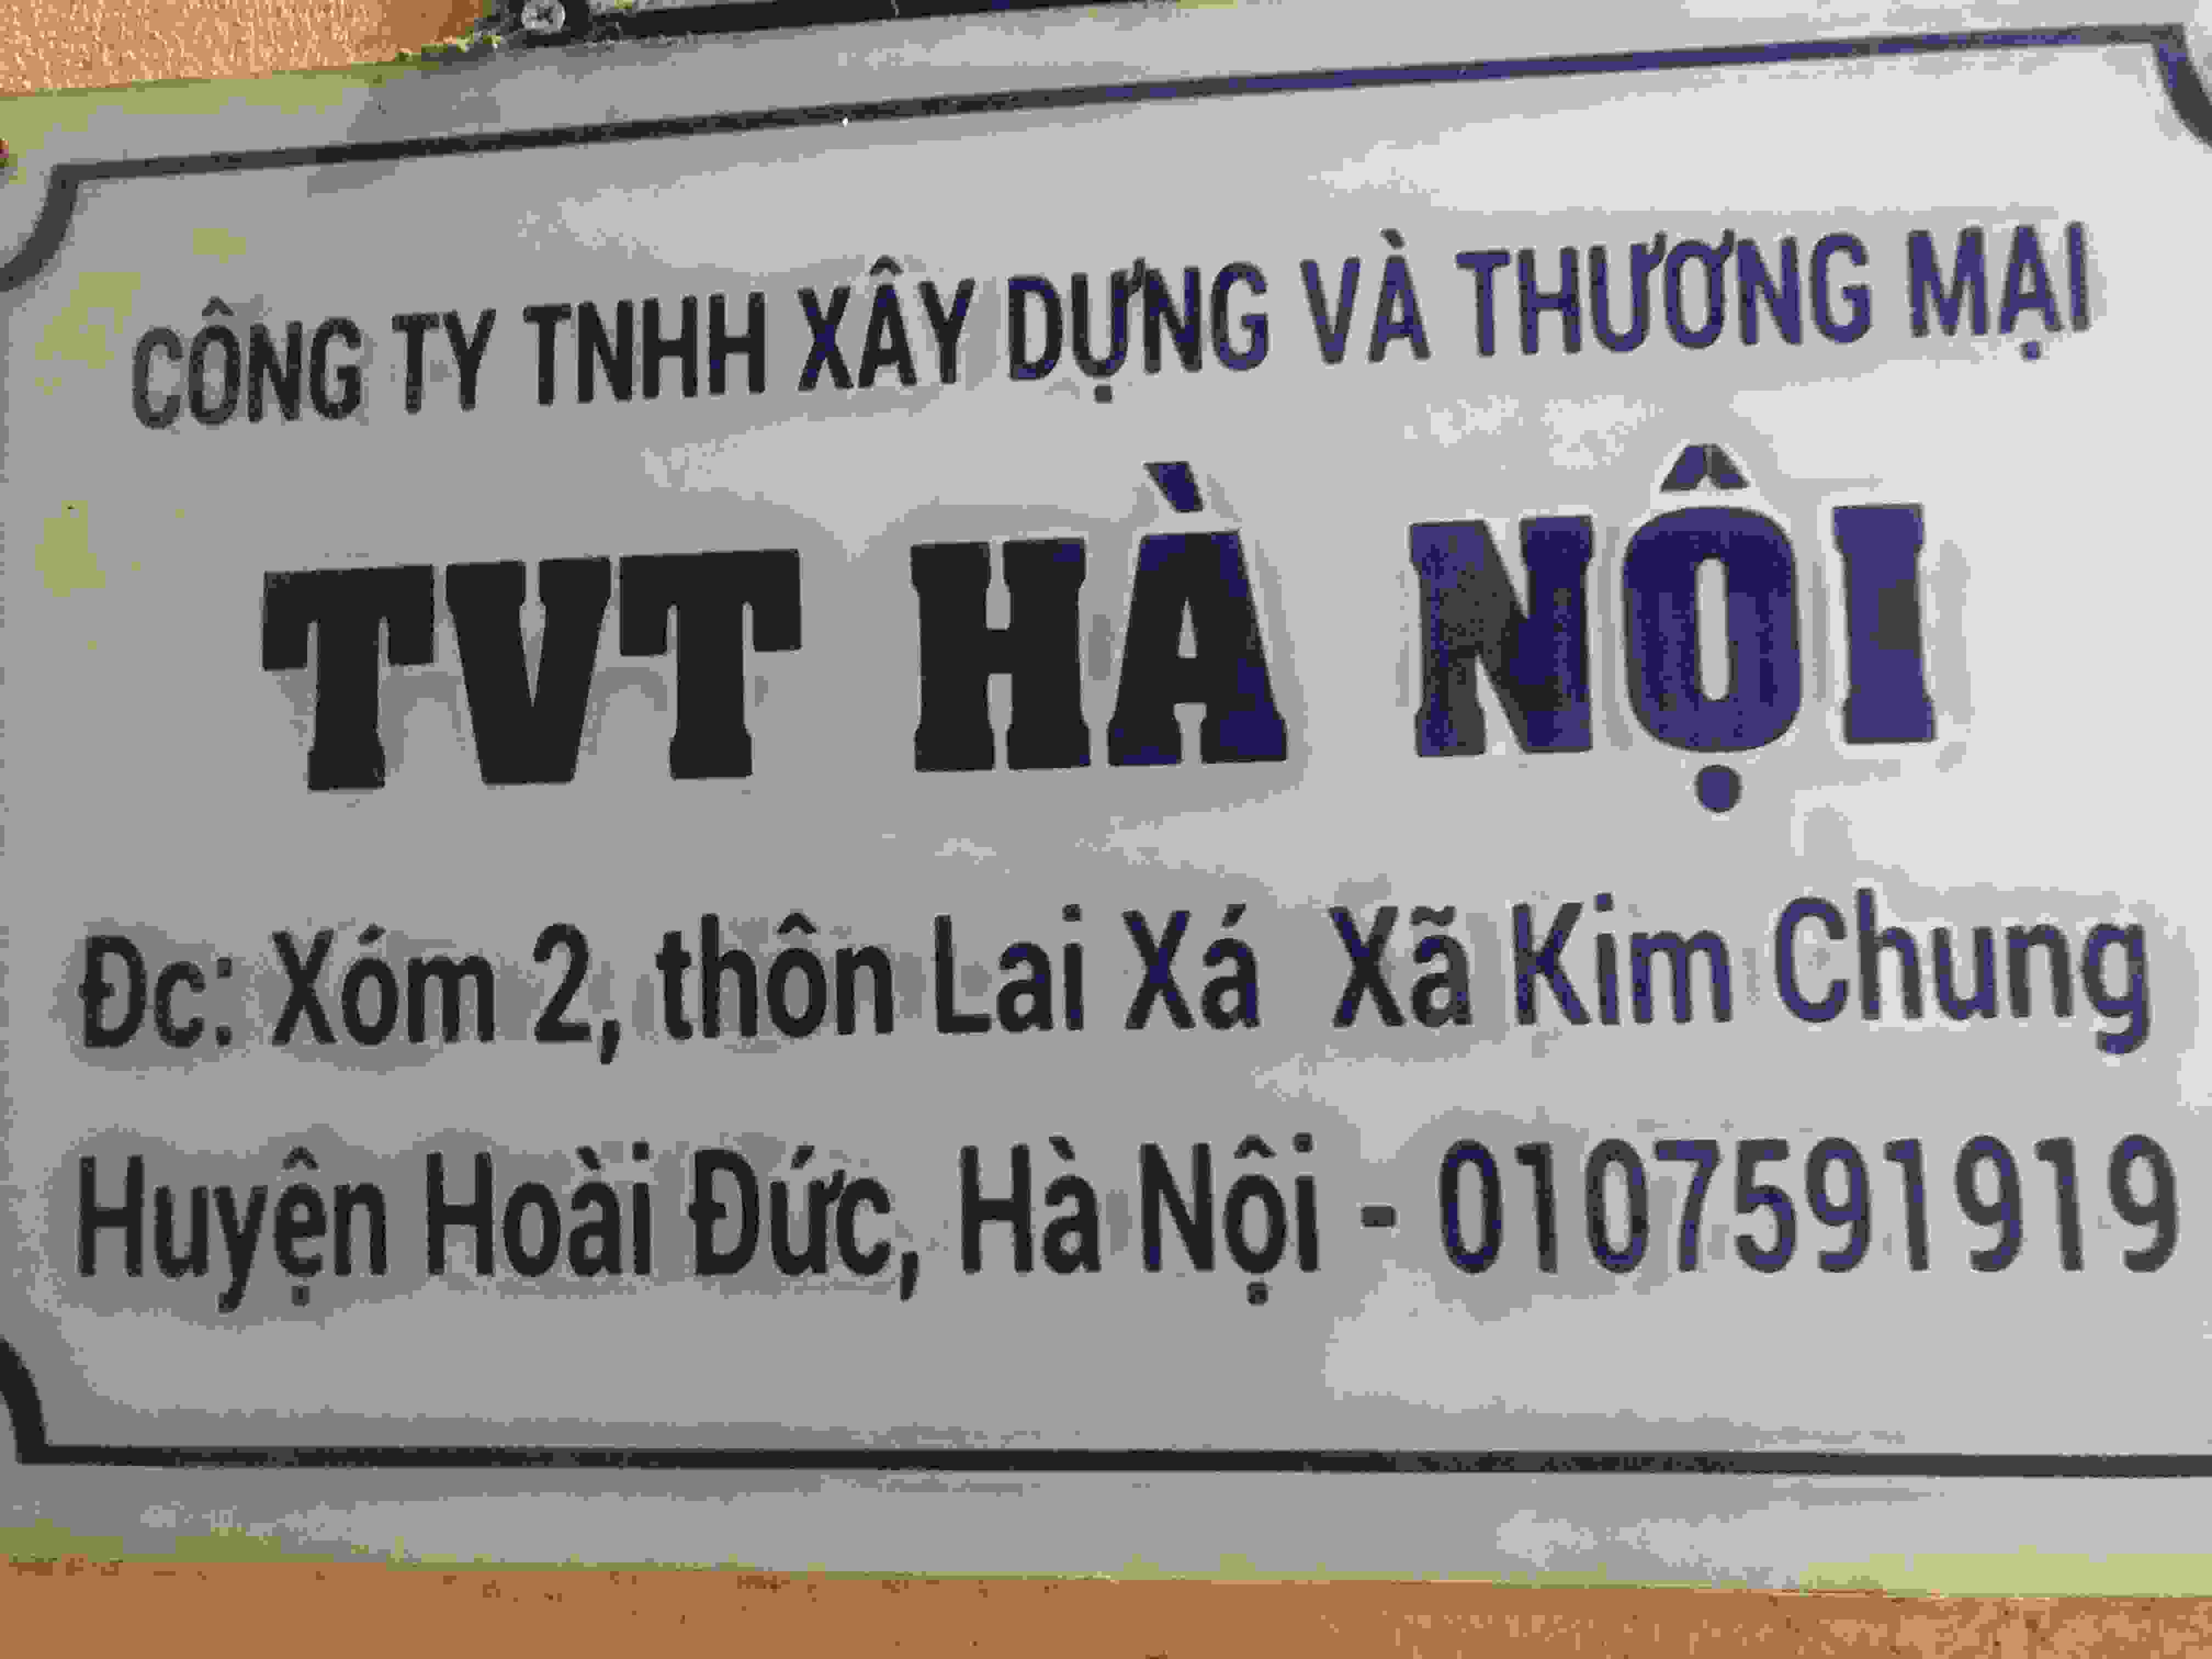 CÔNG TY TNHH XÂY DỰNG VÀ THƯƠNG MẠI
TVT HÀ NỘI
Đc: Xóm 2, thôn Lai Xá Xã Kim Chung
Huyện Hoài Đức, Hà Nội - 0107591919